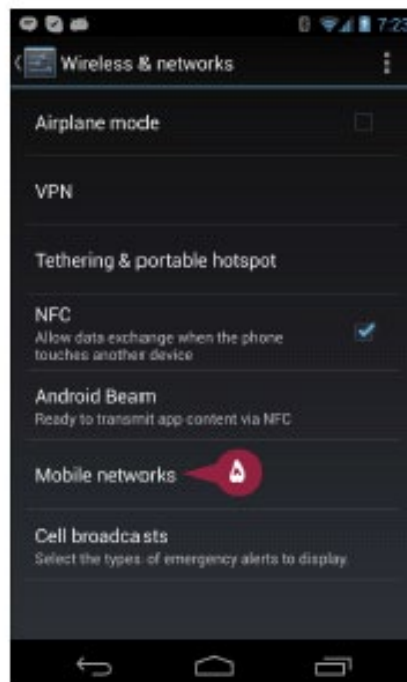 7:23
Wireless & networks
Airplane mode
VPN
Tethering & portable hotspot
NFC
Allow data exchange when the phone
touches another device
Android Beam
Ready to transmit app content via NFC
Mobile networks
۵
Cell broadcasts
Select the types of emergency alerts to display